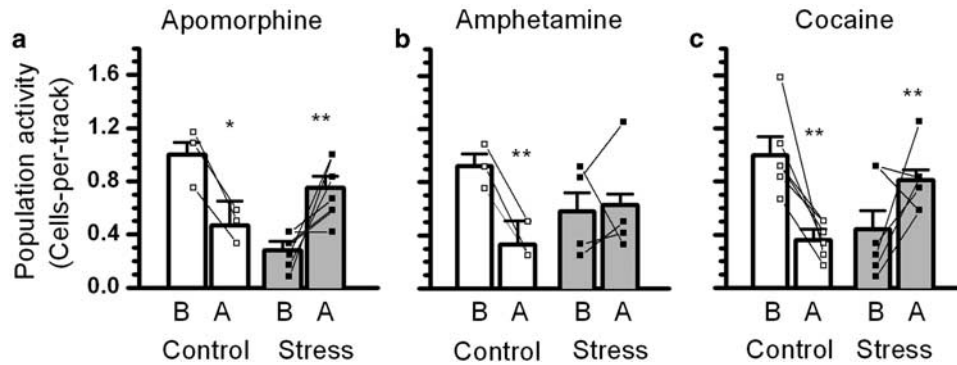 a Apomorphine b Amphetamine c Cocaine
Population activity
(Cells-per-track)
1.6
1.2
0.8
0.4
0.0
* ** ** ** **
B A B A B A B A B A B A
Control Stress Control Stress Control Stress